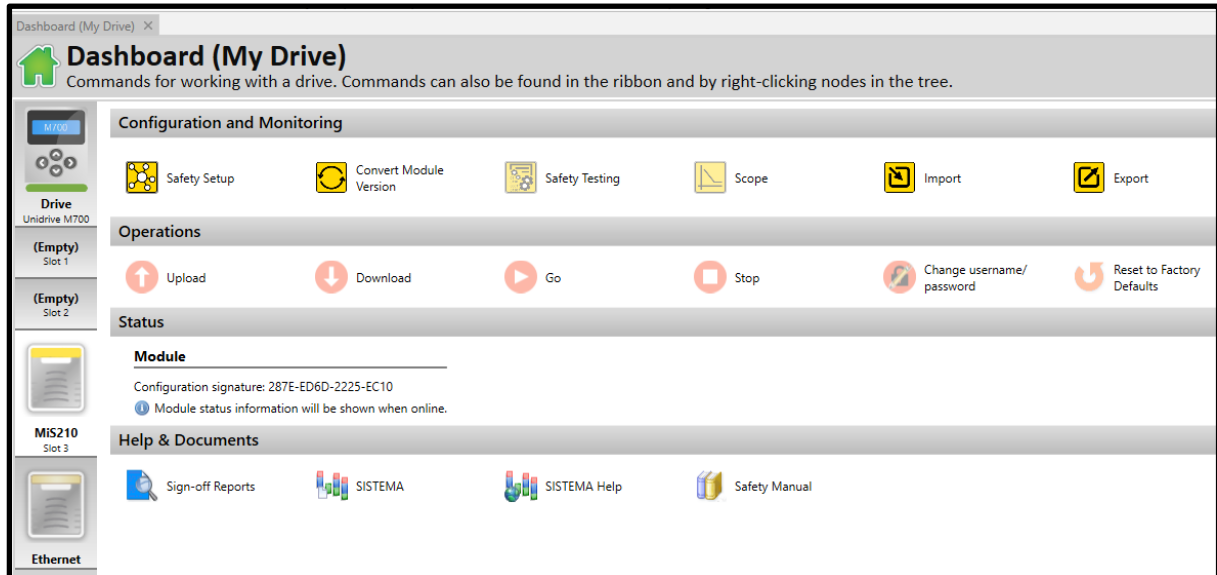 Dashboard (My Drive) ×
Dashboard (My Drive)
Commands for working with a drive. Commands can also be found in the ribbon and by right-clicking nodes in the tree.
M700
Drive
Unidrive M700
(Empty)
Slot 1
(Empty)
Slot 2
MiS210
Slot 3
Ethernet
Configuration and Monitoring
Safety Setup
Convert Module
Version
Safety Testing
Scope
Import
Export
Operations
Upload
Download
Go
Stop
Change username/
password
Reset to Factory
Defaults
Status
Module
Configuration signature: 287E-ED6D-2225-EC10
Module status information will be shown when online.
Help & Documents
Sign-off Reports
SISTEMA
SISTEMA Help
Safety Manual